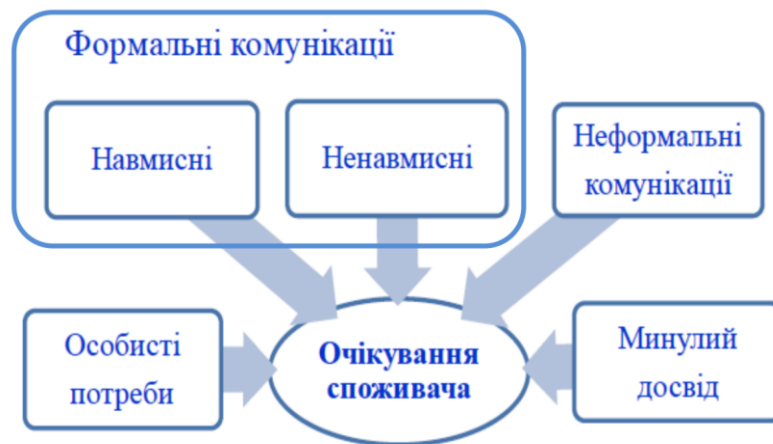 Формальні комунікації
Навмисні
Ненавмисні
Неформальні
комунікації
Особисті
потреби
Очікування
споживача
Минулий
досвід